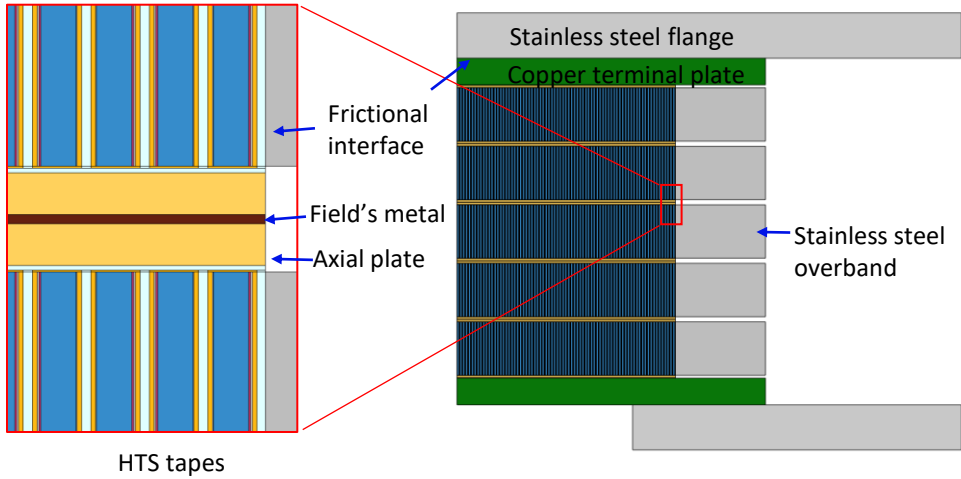 Stainless steel flange
Copper terminal plate
Frictional
interface
Field's metal
Axial plate
Stainless steel
overband
HTS tapes